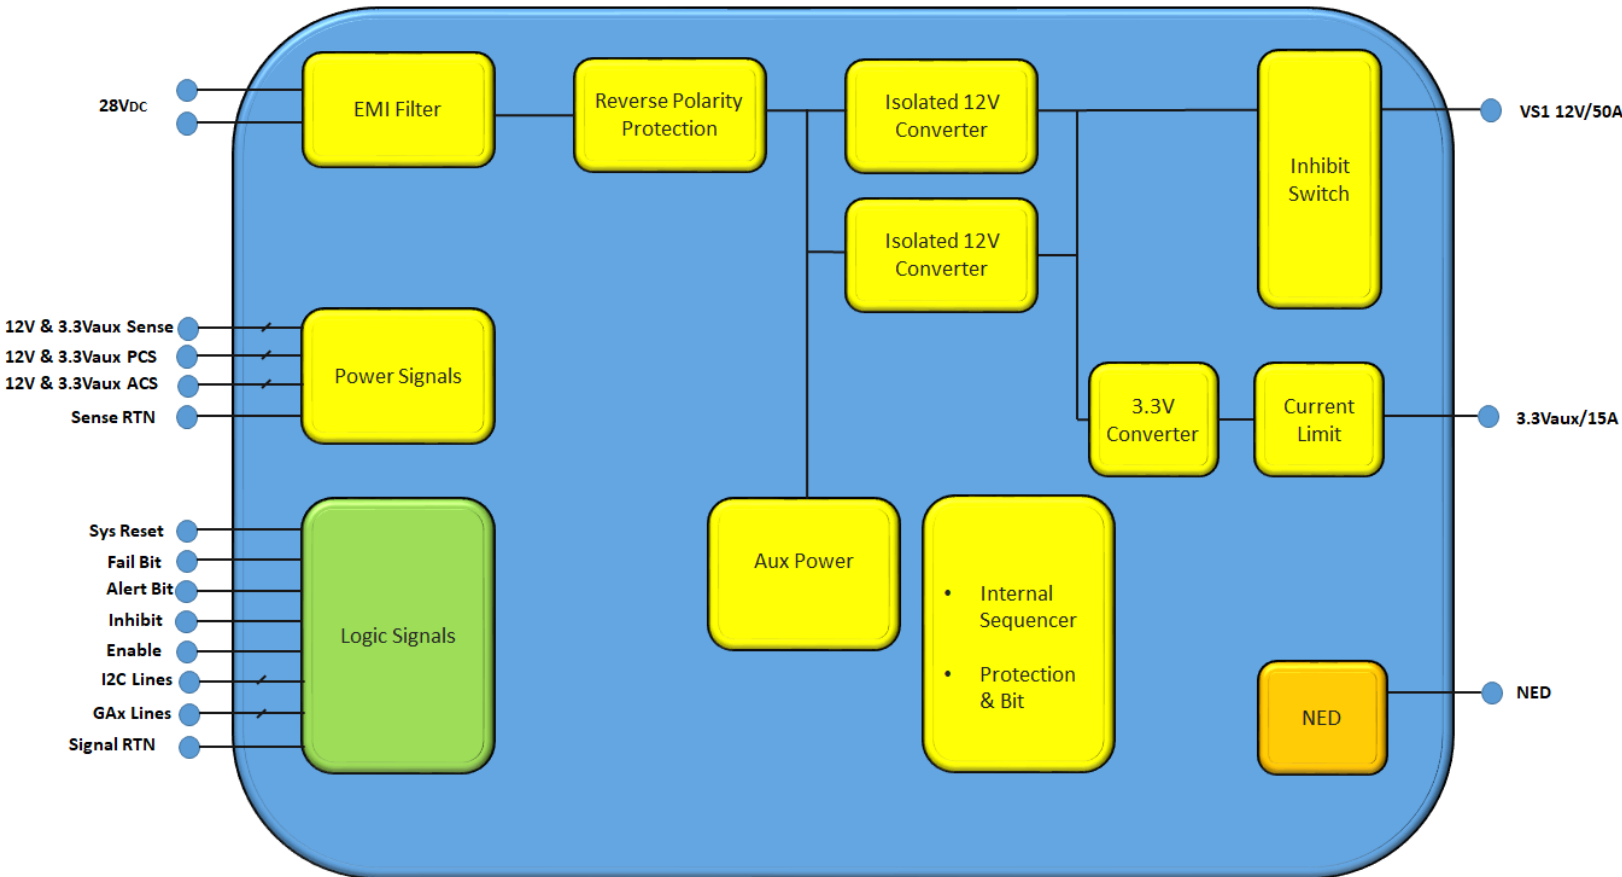 28VDC
EMI Filter
Reverse Polarity
Protection
Isolated 12V
Converter
Inhibit
Switch
VS1 12V/50A
Isolated 12V
Converter
12V & 3.3Vaux Sense
12V & 3.3Vaux PCS
12V & 3.3Vaux ACS
Sense RTN
Power Signals
3.3V
Converter
Current
Limit
3.3Vaux/15A
Sys Reset
Fail Bit
Alert Bit
Inhibit
Enable
I2C Lines
GAx Lines
Signal RTN
Logic Signals
Aux Power
• Internal
Sequencer
• Protection
& Bit
NED
NED